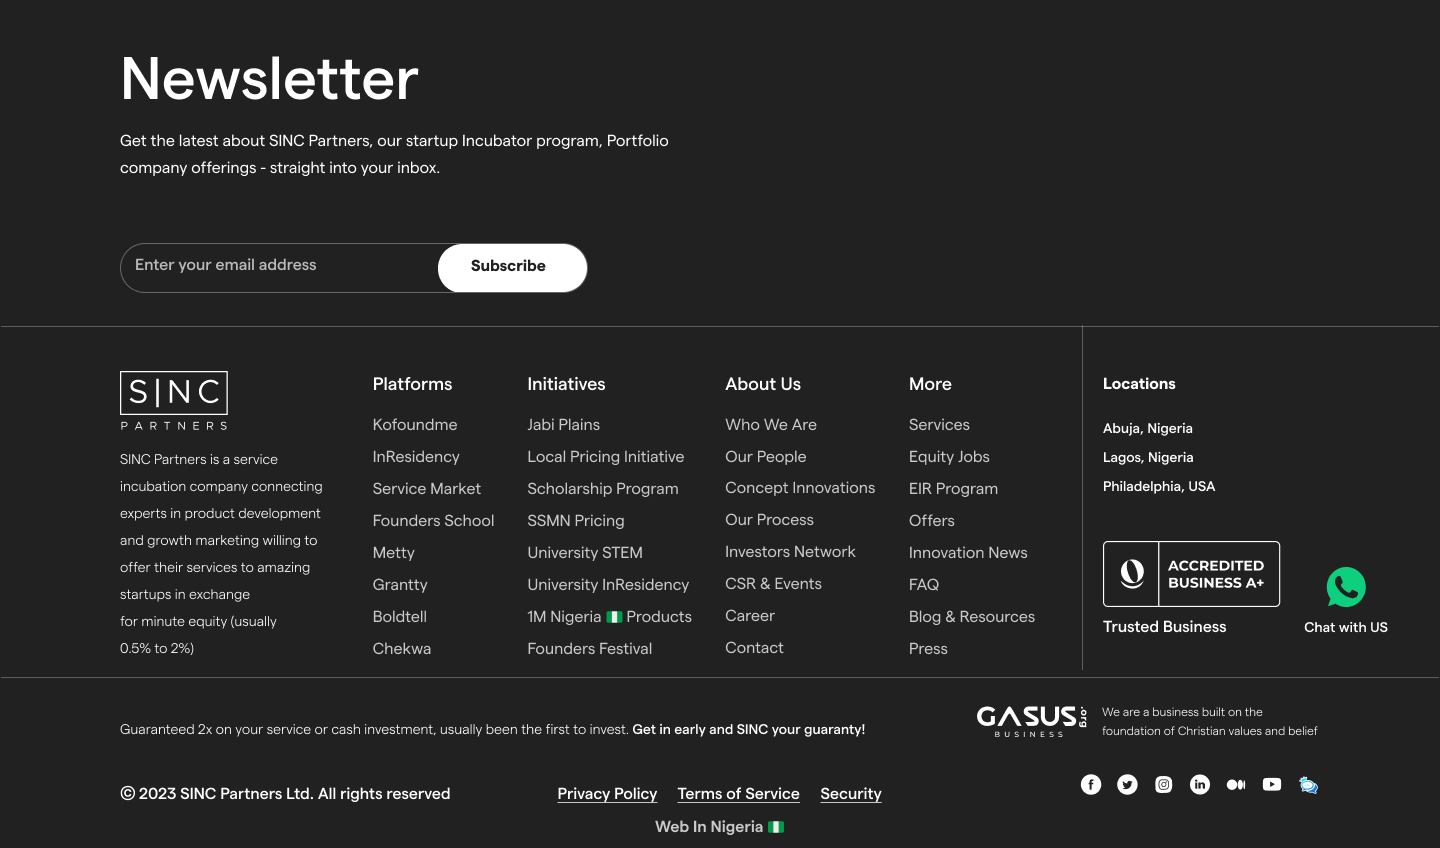 Newsletter
Get the latest about SINC Partners, our startup Incubator program, Portfolio
company offerings - straight into your inbox.
Enter your email address
Subscribe
SINC
PARTNERS
SINC Partners is a service
incubation company connecting
experts in product development
and growth marketing willing to
offer their services to amazing
startups in exchange
for minute equity (usually
0.5% to 2%)
Platforms
Kofoundme
InResidency
Service Market
Founders School
Metty
Grantty
Boldtell
Chekwa
Initiatives
Jabi Plains
Local Pricing Initiative
Scholarship Program
SSMN Pricing
University STEM
University InResidency
1M Nigeria 🇳🇬 Products
Founders Festival
About Us
Who We Are
Our People
Concept Innovations
Our Process
Investors Network
CSR & Events
Career
Contact
More
Services
Equity Jobs
EIR Program
Offers
Innovation News
FAQ
Blog & Resources
Press
Locations
Abuja, Nigeria
Lagos, Nigeria
Philadelphia, USA
ACCREDITED
BUSINESS A+
Trusted Business
Chat with US
Guaranteed 2x on your service or cash investment, usually been the first to invest. Get in early and SINC your guaranty!
GASUS.org
BUSINESS
We are a business built on the
foundation of Christian values and belief
© 2023 SINC Partners Ltd. All rights reserved
Privacy Policy Terms of Service Security
Web In Nigeria 🇳🇬